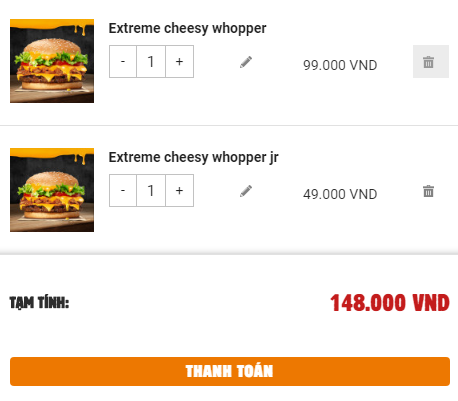 Extreme cheesy whopper
- 1 + 99.000 VND
Extreme cheesy whopper jr
- 1 + 49.000 VND
TẠM TÍNH: 148.000 VND
THANH TOÁN